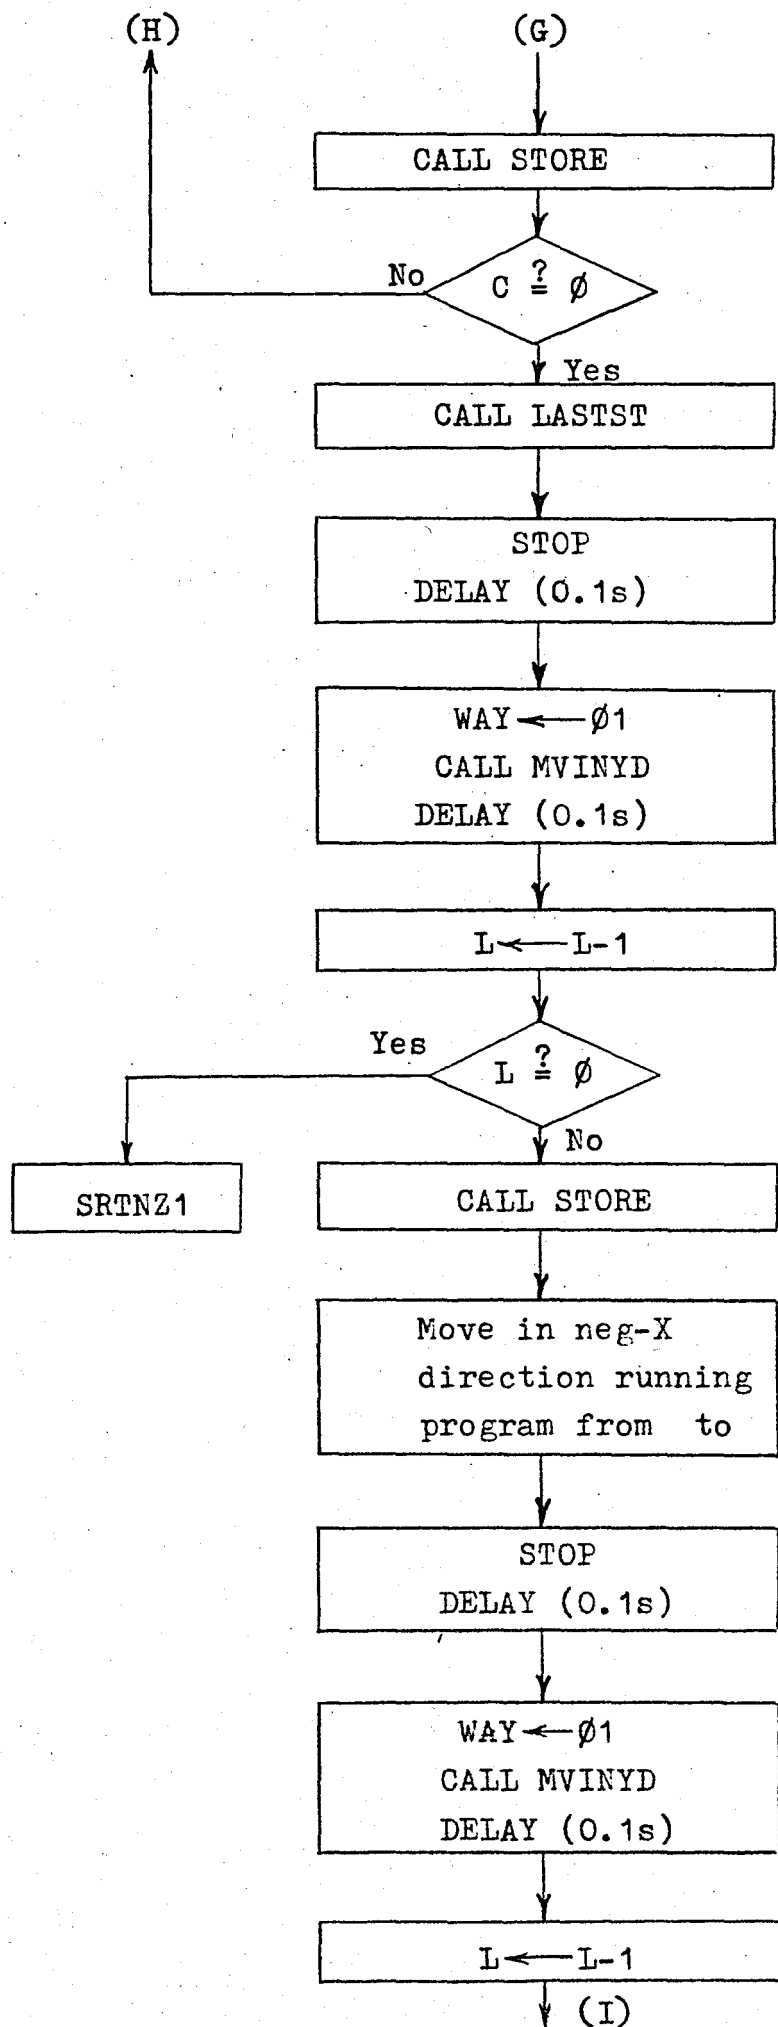 (H) (G)
CALL STORE
No C ≟ Ø
Yes
CALL LASTST
STOP
DELAY (0.1s)
WAY ← Ø1
CALL MVINYD
DELAY (0.1s)
L ← L-1
Yes L ≟ Ø
No
SRTNZ1 CALL STORE
Move in neg-X
direction running
program from to
STOP
DELAY (0.1s)
WAY ← Ø1
CALL MVINYD
DELAY (0.1s)
L ← L-1
(I)